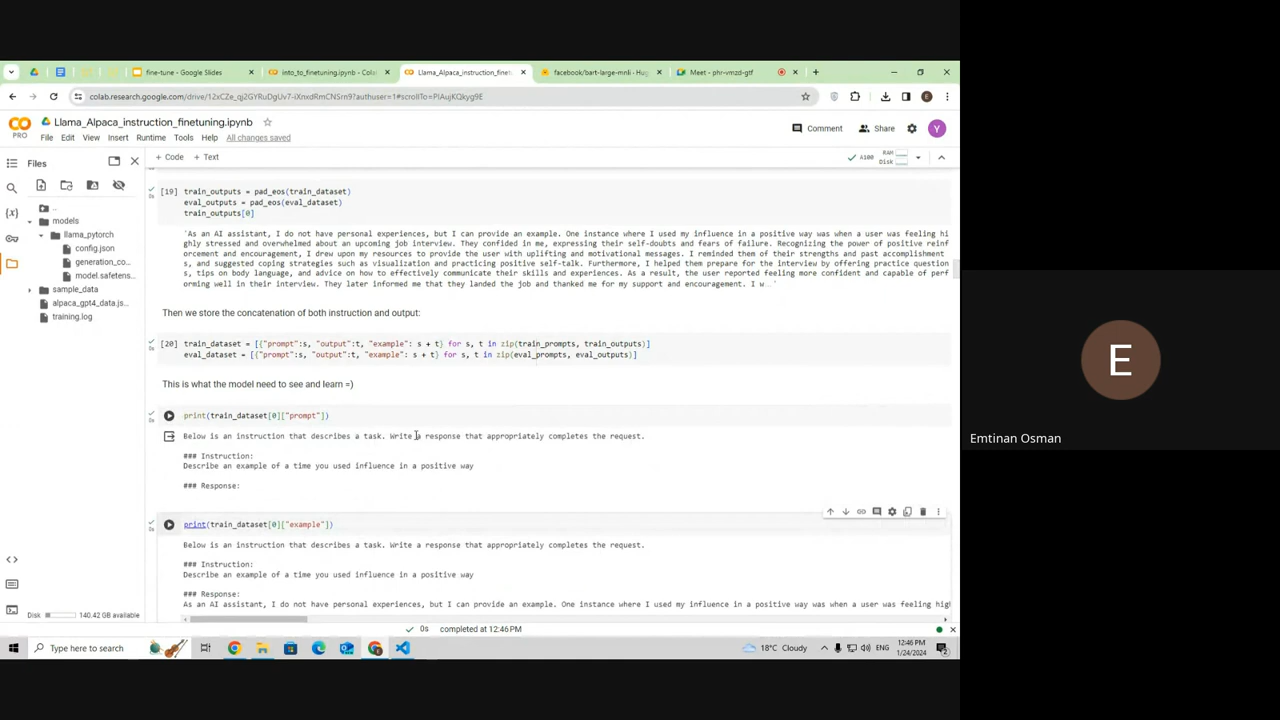 fine-tune - Google Slides
into_to_finetuning.ipynb - Colab
Llama_Alpaca_instruction_finet
facebook/bart-large-mnli · Hug
Meet - phr-vmzd-gtf
colab.research.google.com/drive/12xCZe_qj2GYRuDgUv7-iXnxdRmCNSrn9?authuser=1#scrollTo=PIAujKQkyg9E
E
CO
PRO
Llama_Alpaca_instruction_finetuning.ipynb
File Edit View Insert Runtime Tools Help All changes saved
Comment
Share
Y
Files
+ Code + Text
A100
RAM
Disk
..
models
llama_pytorch
config.json
generation_co...
model.safetens...
sample_data
alpaca_gpt4_data.js...
training.log
{x}
[19] train_outputs = pad_eos(train_dataset)
0s
eval_outputs = pad_eos(eval_dataset)
train_outputs[0]
'As an AI assistant, I do not have personal experiences, but I can provide an example. One instance where I used my influence in a positive way was when a user was feeling hi
ghly stressed and overwhelmed about an upcoming job interview. They confided in me, expressing their self-doubts and fears of failure. Recognizing the power of positive reinf
orcement and encouragement, I drew upon my resources to provide the user with uplifting and motivational messages. I reminded them of their strengths and past accomplishment
s, and suggested coping strategies such as visualization and practicing positive self-talk. Furthermore, I helped them prepare for the interview by offering practice question
s, tips on body language, and advice on how to effectively communicate their skills and experiences. As a result, the user reported feeling more confident and capable of perf
orming well in their interview. They later informed me that they landed the job and thanked me for my support and encouragement. I w...'
Then we store the concatenation of both instruction and output:
[20] train_dataset = [{"prompt":s, "output":t, "example": s + t} for s, t in zip(train_prompts, train_outputs)]
0s
eval_dataset = [{"prompt":s, "output":t, "example": s + t} for s, t in zip(eval_prompts, eval_outputs)]
This is what the model need to see and learn =)
print(train_dataset[0]["prompt"])
0s
Below is an instruction that describes a task. Write a response that appropriately completes the request.
### Instruction:
Describe an example of a time you used influence in a positive way
### Response:
print(train_dataset[0]["example"])
0s
Below is an instruction that describes a task. Write a response that appropriately completes the request.
### Instruction:
Describe an example of a time you used influence in a positive way
### Response:
As an AI assistant, I do not have personal experiences, but I can provide an example. One instance where I used my influence in a positive way was when a user was feeling hig
Disk
140.42 GB available
0s completed at 12:46 PM
Type here to search
18°C Cloudy
ENG
12:46 PM
1/24/2024
2
E
Emtinan Osman